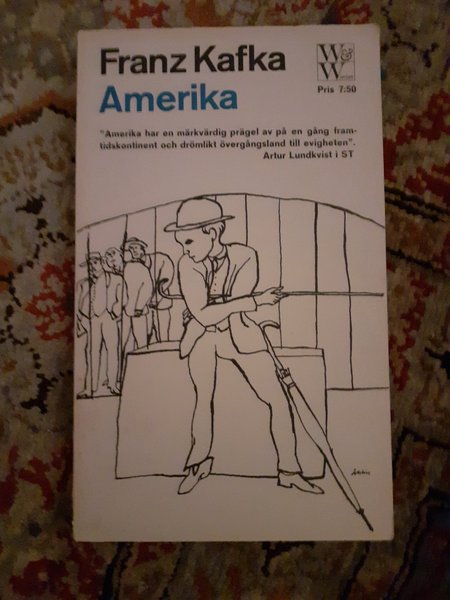 Franz Kafka
Amerika
W&
W
Pris 7:50
"Amerika har en märkvärdig prägel av på en gång fram-
tidskontinent och drömlikt övergångsland till evigheten".
Artur Lundkvist i ST